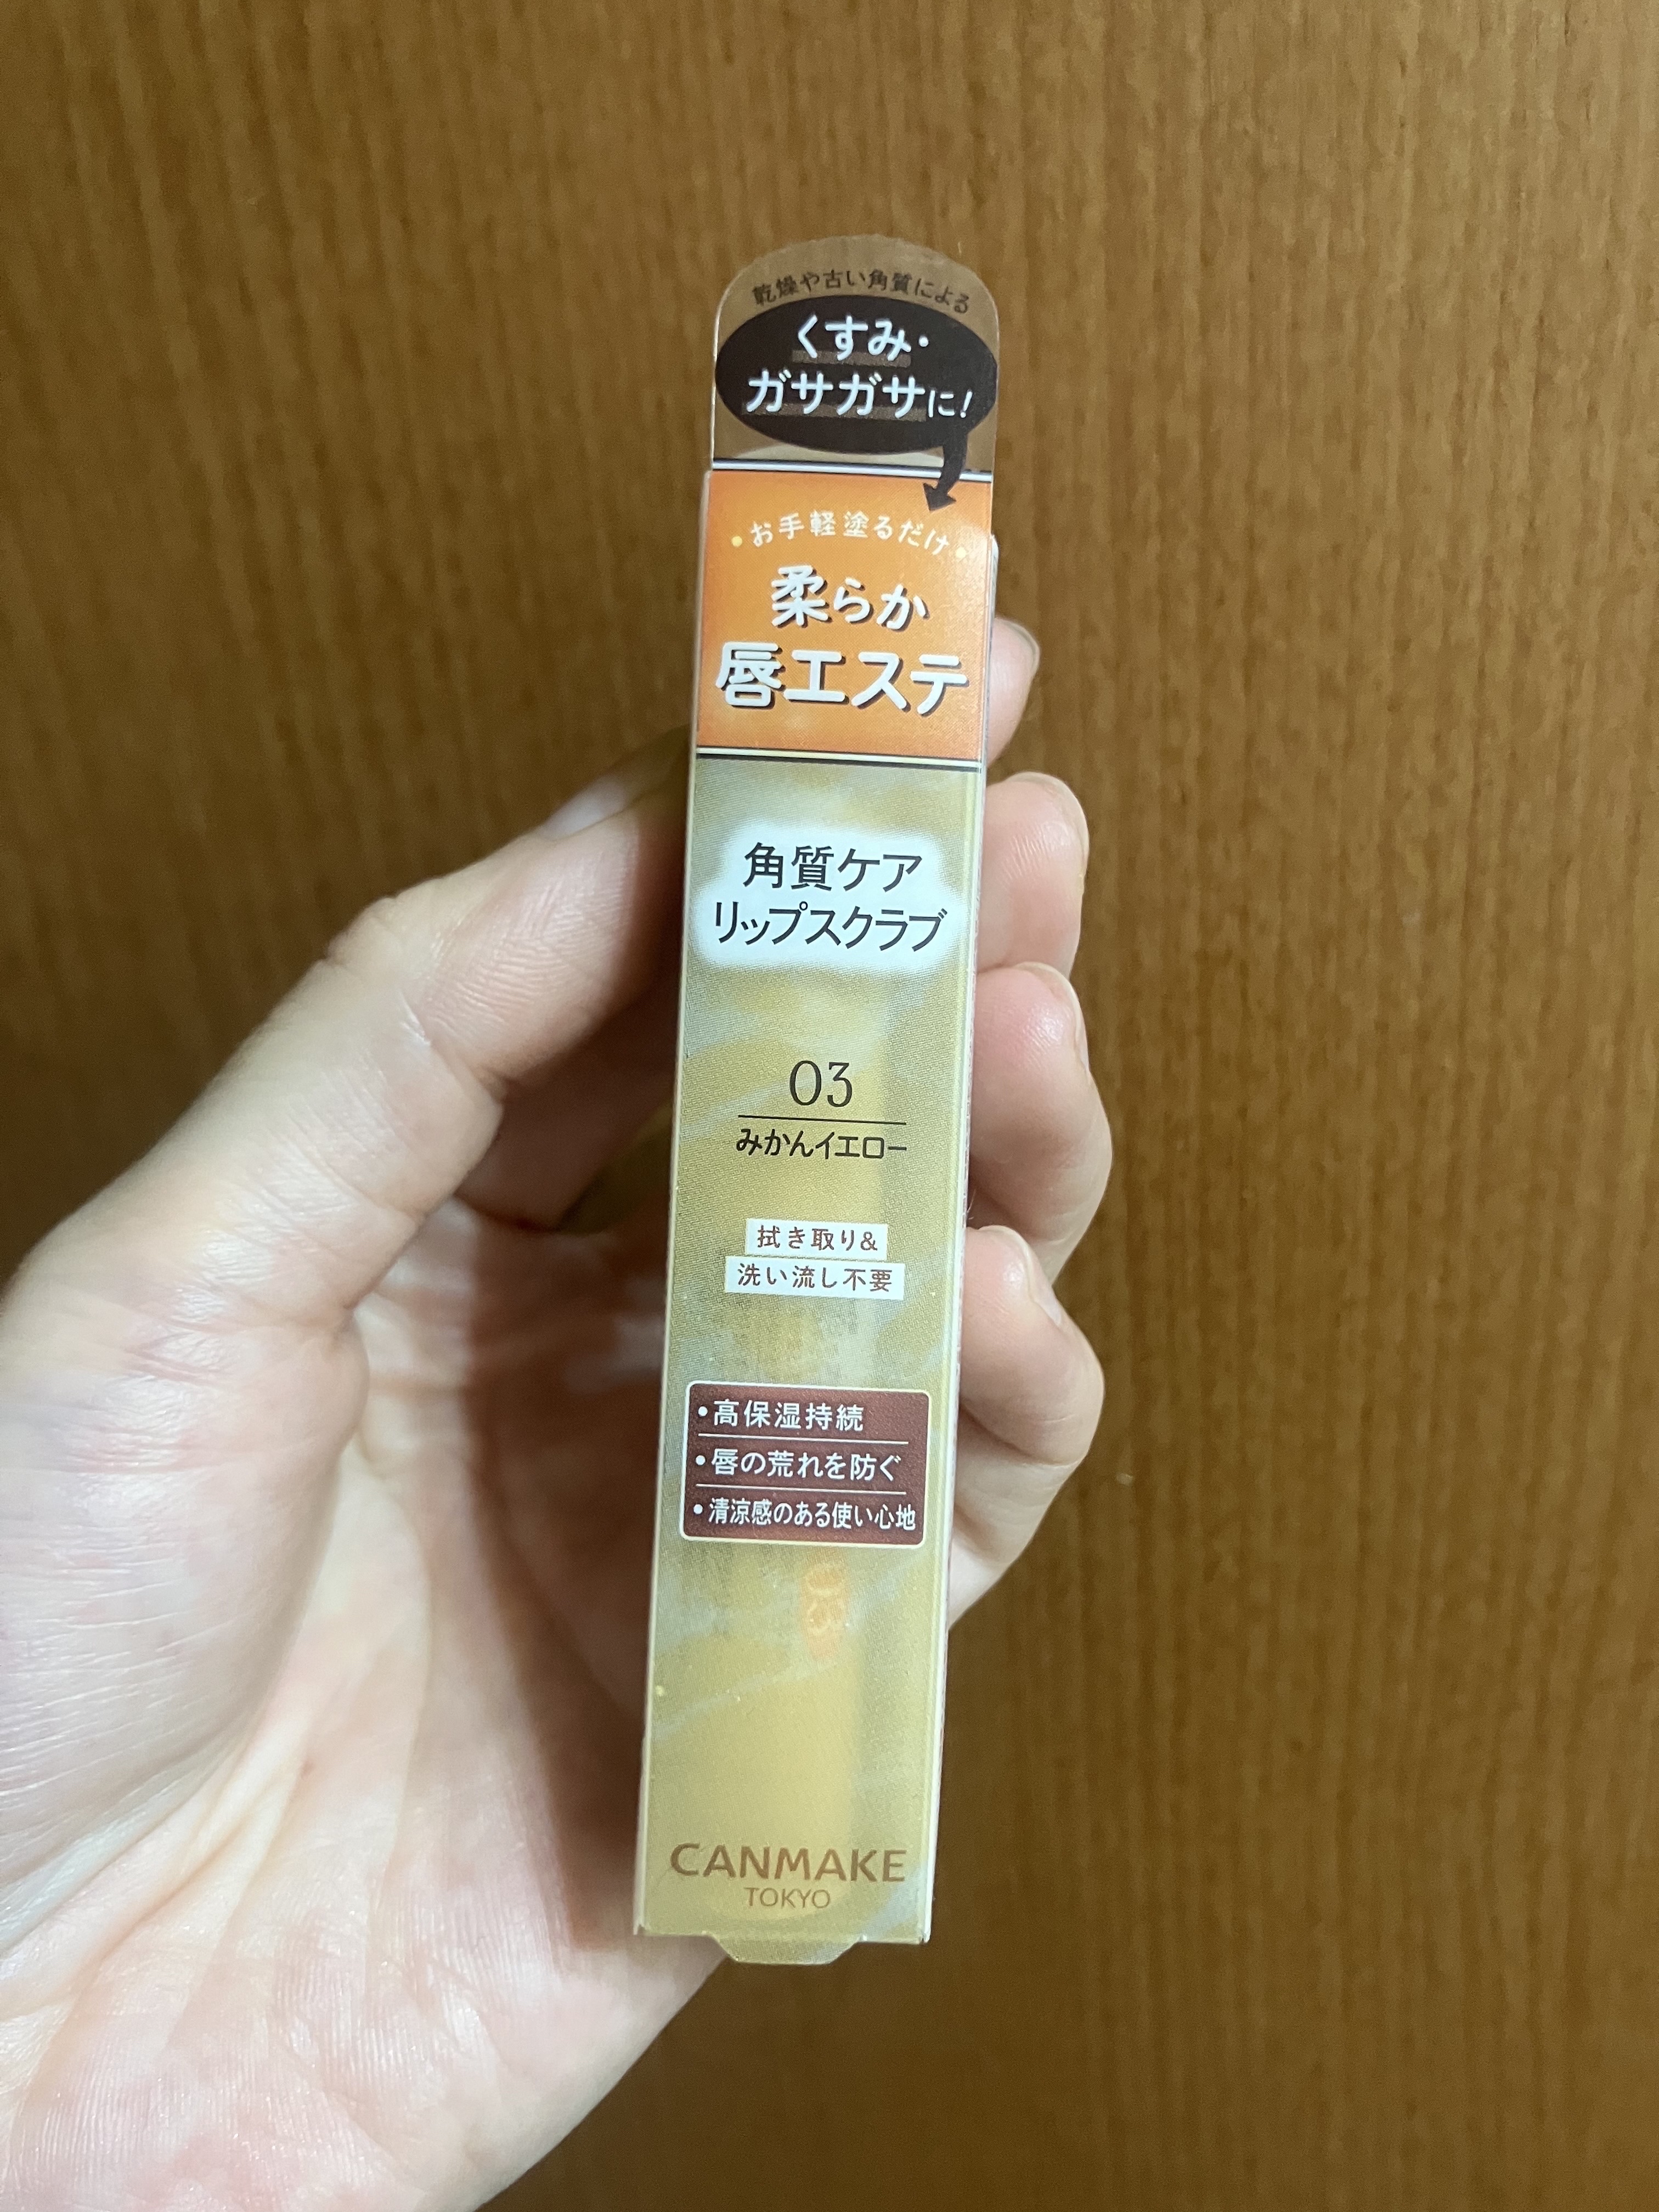 乾燥や古い角質による
くすみ・
ガサガサに!
・お手軽塗るだけ・
柔らか
唇エステ
角質ケア
リップスクラブ
03
みかんイエロー
拭き取り&
洗い流し不要
・高保湿持続
・唇の荒れを防ぐ
・清涼感のある使い心地
CANMAKE
TOKYO